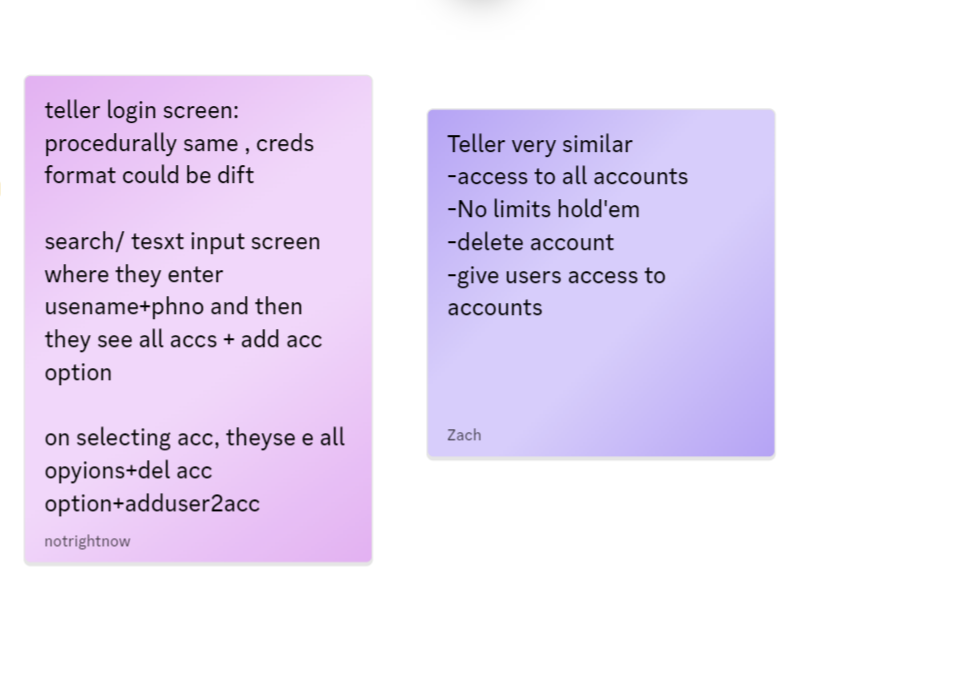 teller login screen:
procedurally same , creds
format could be dift
search/ tesxt input screen
where they enter
usename+phno and then
they see all accs + add acc
option
on selecting acc, theyse e all
opyions+del acc
option+adduser2acc
notrightnow
Teller very similar
-access to all accounts
-No limits hold'em
-delete account
-give users access to
accounts
Zach